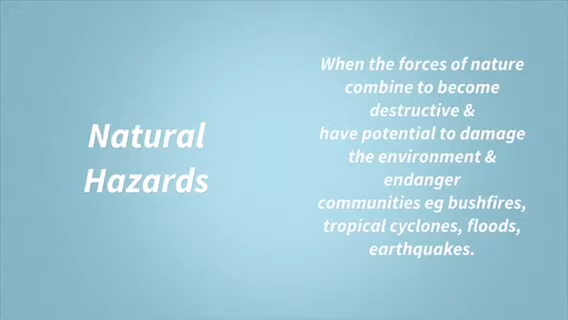 Natural
Hazards
When the forces of nature
combine to become
destructive &
have potential to damage
the environment &
endanger
communities eg bushfires,
tropical cyclones, floods,
earthquakes.